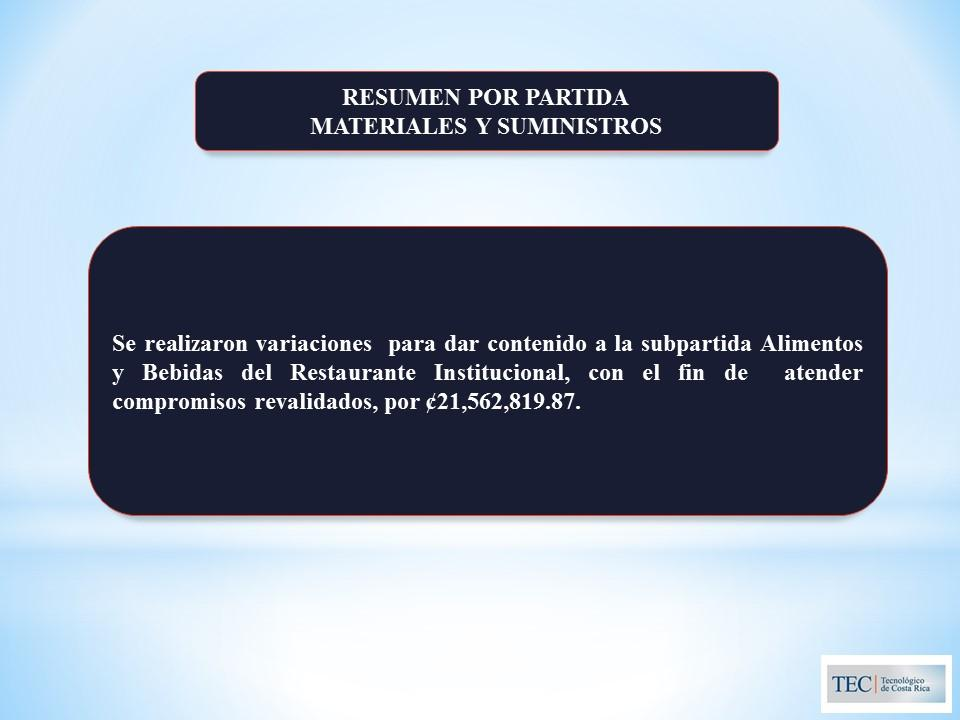 RESUMEN POR PARTIDA
MATERIALES Y SUMINISTROS
Se realizaron variaciones para dar contenido a la subpartida Alimentos
y Bebidas del Restaurante Institucional, con el fin de atender
compromisos revalidados, por ¢21,562,819.87.
TEC | Tecnológico
de Costa Rica